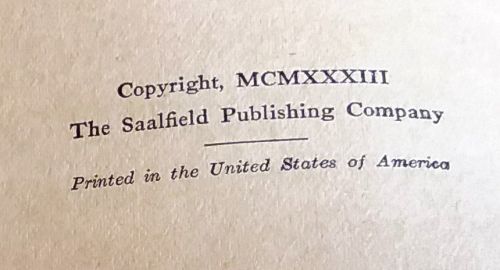 Copyright, MCMXXXIII
The Saalfield Publishing Company
Printed in the United States of America